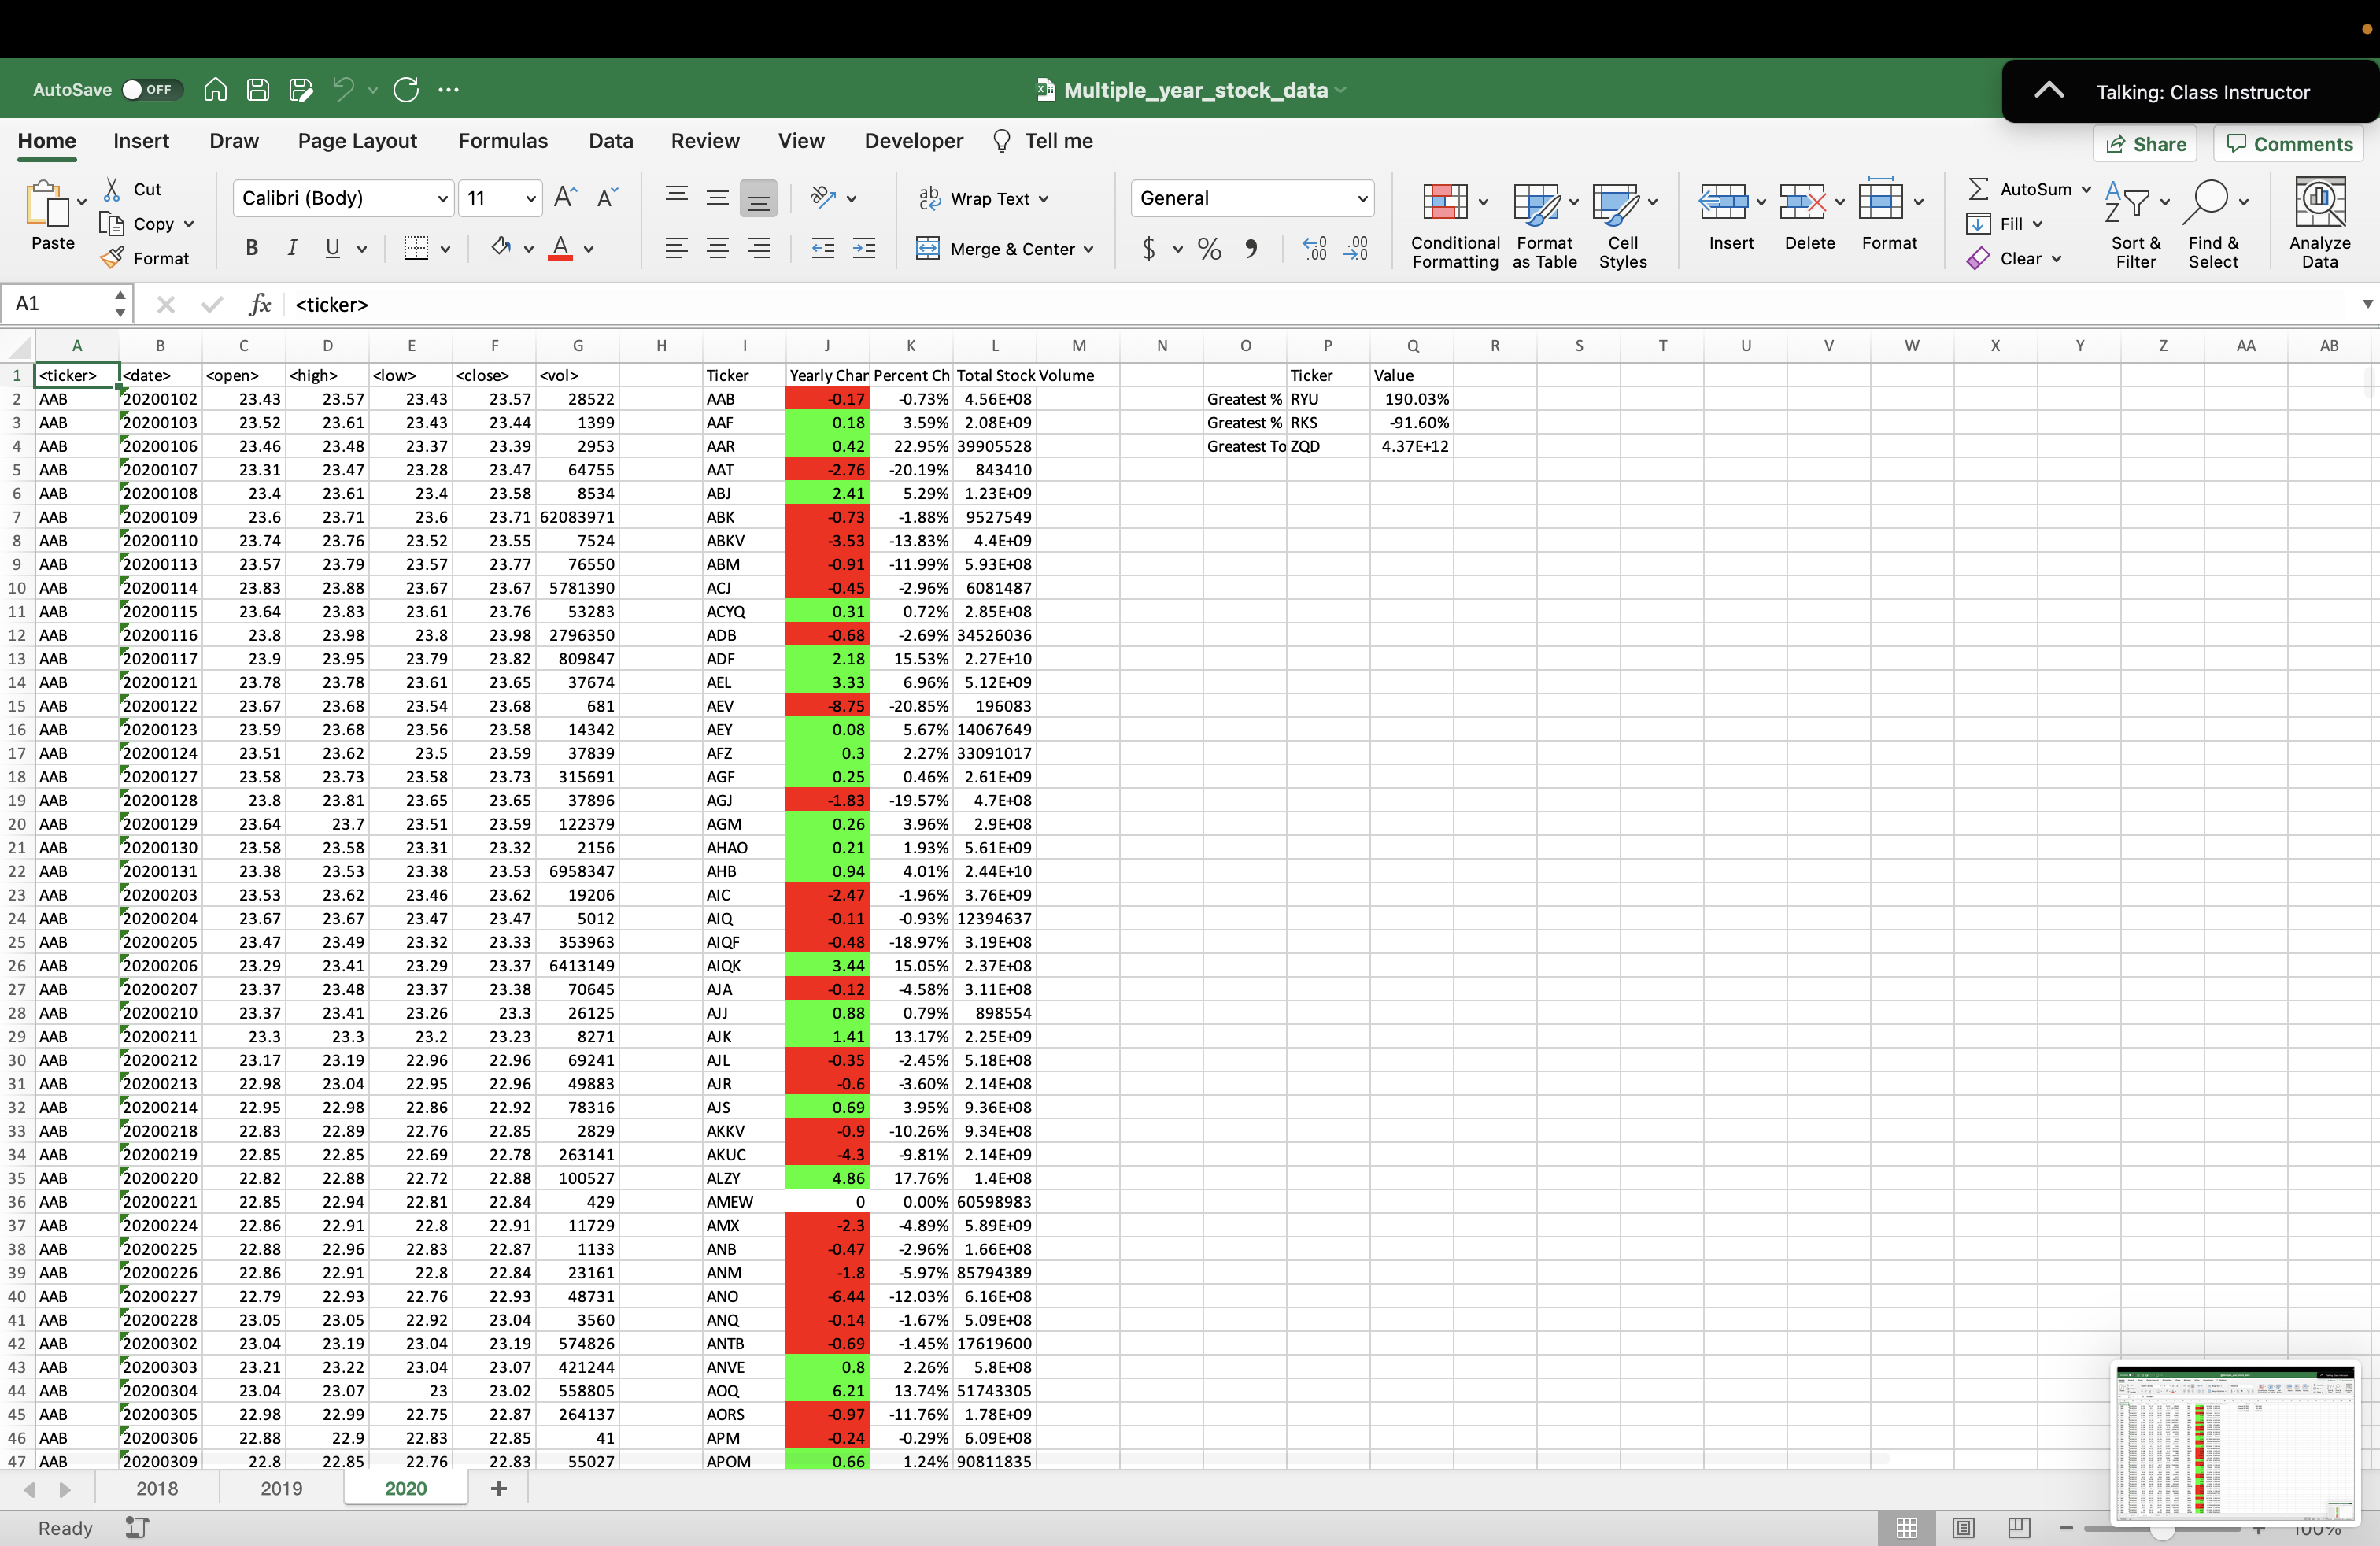 Talking: Class Instructor
AutoSave OFF Multiple_year_stock_data
Home Insert Draw Page Layout Formulas Data Review View Developer Tell me Share Comments
Paste Cut Copy Format
Calibri (Body) 11
B I U A
ab c Wrap Text
Merge & Center
General
$ % 9 .00 .0
Conditional Formatting Format as Table Cell Styles
Insert Delete Format
AutoSum Fill Clear
Sort & Filter Find & Select Analyze Data
A1 fx <ticker>
A B C D E F G H I J K L M N O P Q R S T U V W X Y Z AA AB
1 <ticker> <date> <open> <high> <low> <close> <vol> Ticker Yearly Char Percent Ch Total Stock Volume Ticker Value
2 AAB 20200102 23.43 23.57 23.43 23.57 28522 AAB -0.17 -0.73% 4.56E+08 Greatest % RYU 190.03%
3 AAB 20200103 23.52 23.61 23.43 23.44 1399 AAF 0.18 3.59% 2.08E+09 Greatest % RKS -91.60%
4 AAB 20200106 23.46 23.48 23.37 23.39 2953 AAR 0.42 22.95% 39905528 Greatest To ZQD 4.37E+12
5 AAB 20200107 23.31 23.47 23.28 23.47 64755 AAT -2.76 -20.19% 843410
6 AAB 20200108 23.4 23.61 23.4 23.58 8534 ABJ 2.41 5.29% 1.23E+09
7 AAB 20200109 23.6 23.71 23.6 23.71 62083971 ABK -0.73 -1.88% 9527549
8 AAB 20200110 23.74 23.76 23.52 23.55 7524 ABKV -3.53 -13.83% 4.4E+09
9 AAB 20200113 23.57 23.79 23.57 23.77 76550 ABM -0.91 -11.99% 5.93E+08
10 AAB 20200114 23.83 23.88 23.67 23.67 5781390 ACJ -0.45 -2.96% 6081487
11 AAB 20200115 23.64 23.83 23.61 23.76 53283 ACYQ 0.31 0.72% 2.85E+08
12 AAB 20200116 23.8 23.98 23.8 23.98 2796350 ADB -0.68 -2.69% 34526036
13 AAB 20200117 23.9 23.95 23.79 23.82 809847 ADF 2.18 15.53% 2.27E+10
14 AAB 20200121 23.78 23.78 23.61 23.65 37674 AEL 3.33 6.96% 5.12E+09
15 AAB 20200122 23.67 23.68 23.54 23.68 681 AEV -8.75 -20.85% 196083
16 AAB 20200123 23.59 23.68 23.56 23.58 14342 AEY 0.08 5.67% 14067649
17 AAB 20200124 23.51 23.62 23.5 23.59 37839 AFZ 0.3 2.27% 33091017
18 AAB 20200127 23.58 23.73 23.58 23.73 315691 AGF 0.25 0.46% 2.61E+09
19 AAB 20200128 23.8 23.81 23.65 23.65 37896 AGJ -1.83 -19.57% 4.7E+08
20 AAB 20200129 23.64 23.7 23.51 23.59 122379 AGM 0.26 3.96% 2.9E+08
21 AAB 20200130 23.58 23.58 23.31 23.32 2156 AHAO 0.21 1.93% 5.61E+09
22 AAB 20200131 23.38 23.53 23.38 23.53 6958347 AHB 0.94 4.01% 2.44E+10
23 AAB 20200203 23.53 23.62 23.46 23.62 19206 AIC -2.47 -1.96% 3.76E+09
24 AAB 20200204 23.67 23.67 23.47 23.47 5012 AIQ -0.11 -0.93% 12394637
25 AAB 20200205 23.47 23.49 23.32 23.33 353963 AIQF -0.48 -18.97% 3.19E+08
26 AAB 20200206 23.29 23.41 23.29 23.37 6413149 AIQK 3.44 15.05% 2.37E+08
27 AAB 20200207 23.37 23.48 23.37 23.38 70645 AJA -0.12 -4.58% 3.11E+08
28 AAB 20200210 23.37 23.41 23.26 23.3 26125 AJJ 0.88 0.79% 898554
29 AAB 20200211 23.3 23.3 23.2 23.23 8271 AJK 1.41 13.17% 2.25E+09
30 AAB 20200212 23.17 23.19 22.96 22.96 69241 AJL -0.35 -2.45% 5.18E+08
31 AAB 20200213 22.98 23.04 22.95 22.96 49883 AJR -0.6 -3.60% 2.14E+08
32 AAB 20200214 22.95 22.98 22.86 22.92 78316 AJS 0.69 3.95% 9.36E+08
33 AAB 20200218 22.83 22.89 22.76 22.85 2829 AKKV -0.9 -10.26% 9.34E+08
34 AAB 20200219 22.85 22.85 22.69 22.78 263141 AKUC -4.3 -9.81% 2.14E+09
35 AAB 20200220 22.82 22.88 22.72 22.88 100527 ALZY 4.86 17.76% 1.4E+08
36 AAB 20200221 22.85 22.94 22.81 22.84 429 AMEW 0 0.00% 60598983
37 AAB 20200224 22.86 22.91 22.8 22.91 11729 AMX -2.3 -4.89% 5.89E+09
38 AAB 20200225 22.88 22.96 22.83 22.87 1133 ANB -0.47 -2.96% 1.66E+08
39 AAB 20200226 22.86 22.91 22.8 22.84 23161 ANM -1.8 -5.97% 85794389
40 AAB 20200227 22.79 22.93 22.76 22.93 48731 ANO -6.44 -12.03% 6.16E+08
41 AAB 20200228 23.05 23.05 22.92 23.04 3560 ANQ -0.14 -1.67% 5.09E+08
42 AAB 20200302 23.04 23.19 23.04 23.19 574826 ANTB -0.69 -1.45% 17619600
43 AAB 20200303 23.21 23.22 23.04 23.07 421244 ANVE 0.8 2.26% 5.8E+08
44 AAB 20200304 23.04 23.07 23 23.02 558805 AOQ 6.21 13.74% 51743305
45 AAB 20200305 22.98 22.99 22.75 22.87 264137 AORS -0.97 -11.76% 1.78E+09
46 AAB 20200306 22.88 22.9 22.83 22.85 41 APM -0.24 -0.29% 6.09E+08
47 AAB 20200309 22.8 22.85 22.76 22.83 55027 APOM 0.66 1.24% 90811835
2018 2019 2020 +
Ready 100%